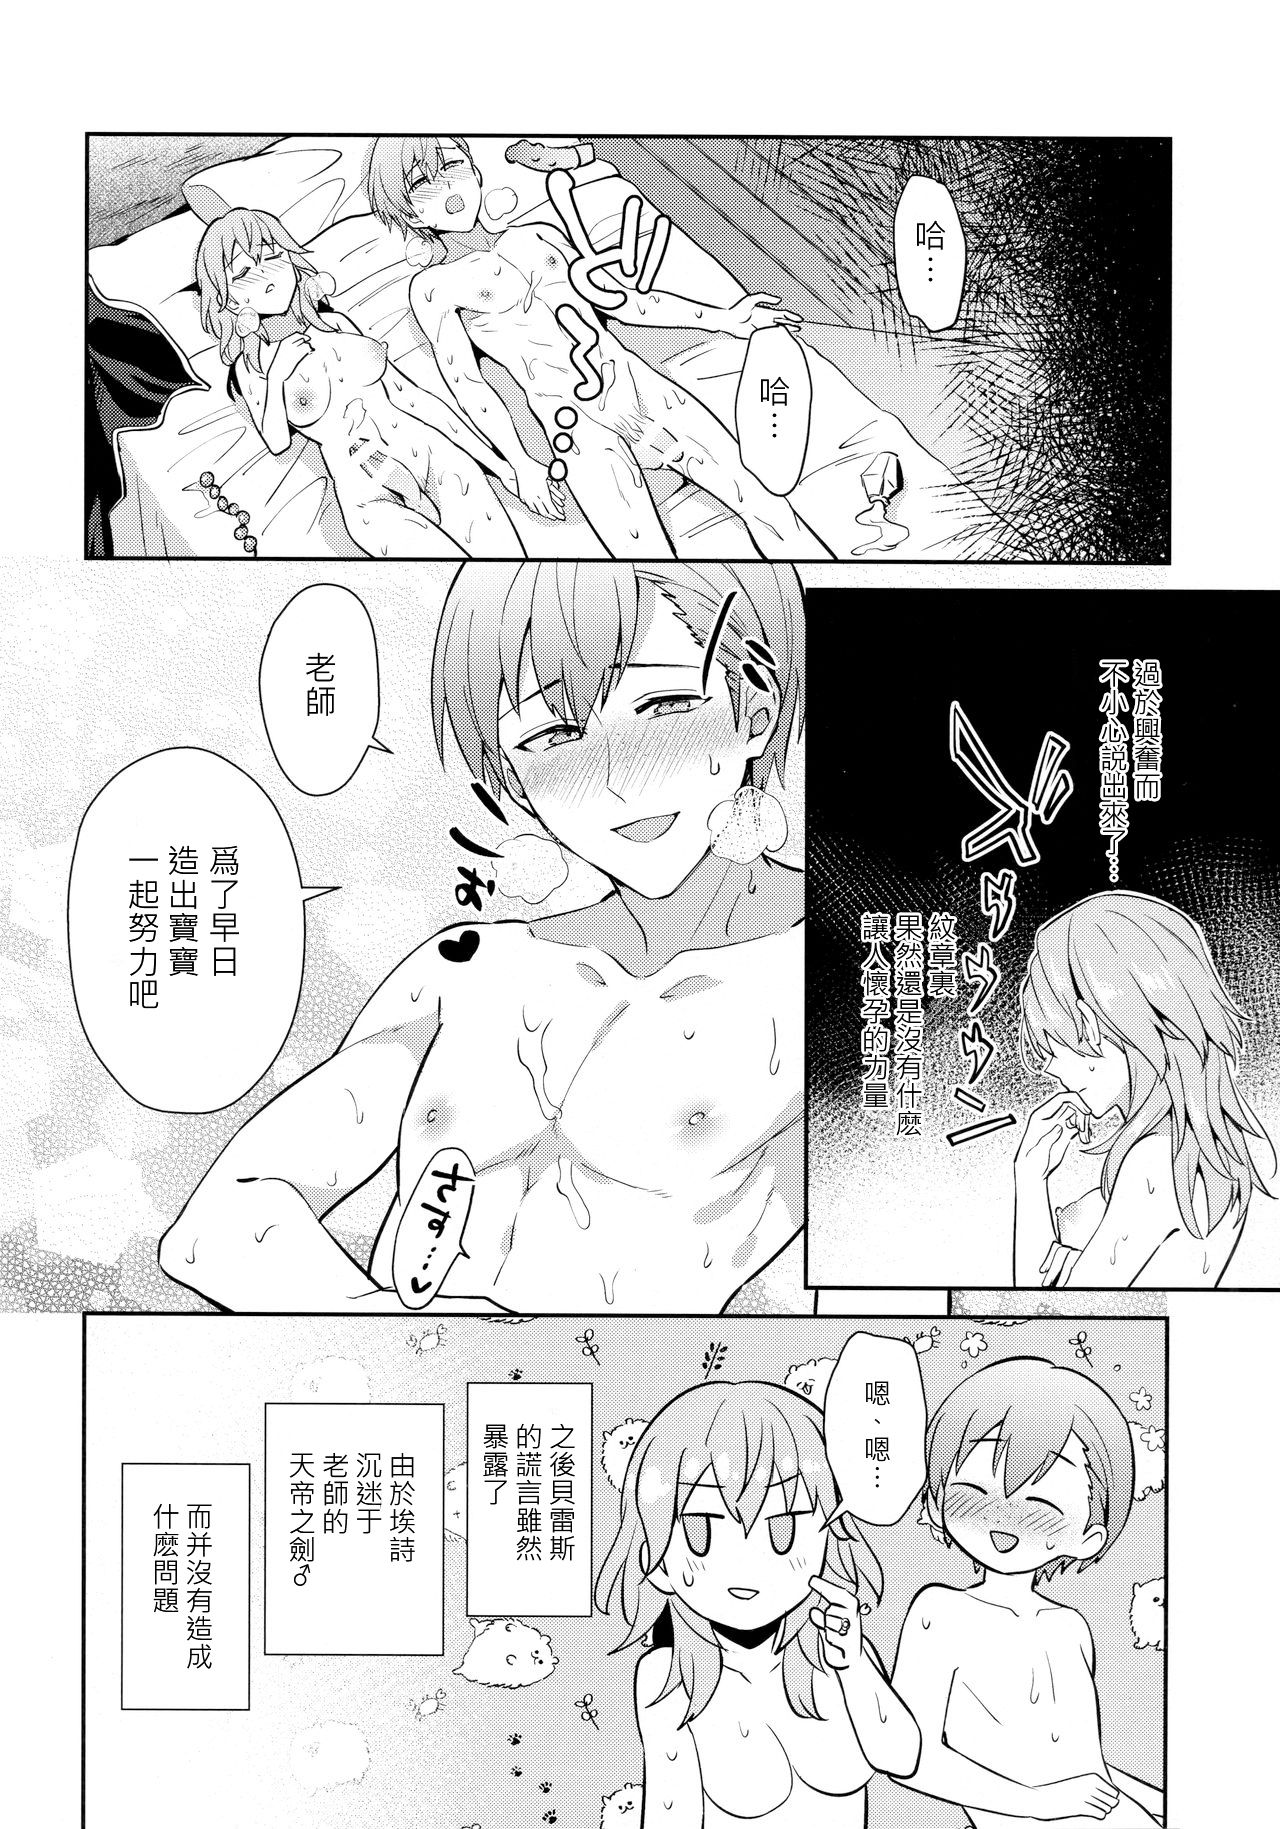 哈…
哈…
過於興奮而
不小心説出來了…
紋章裏
果然還是沒有什麽
讓人懷孕的力量
老師
爲了早日
造出寶寶
一起努力吧
嗯、嗯…
之後貝雷斯
的謊言雖然
暴露了
由於埃詩
沉迷于
老師的
天帝之劍♂
而并沒有造成
什麽問題